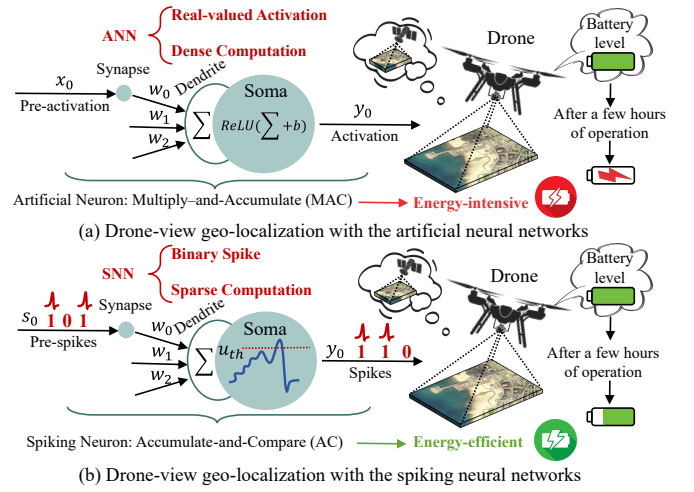 ANN
Real-valued Activation
Dense Computation
Drone
Battery
level
x₀
Pre-activation
Synapse
w₀
Dendrite
w₁
w₂
∑
Soma
ReLU(∑ +b)
y₀
Activation
After a few hours
of operation
Artificial Neuron: Multiply–and-Accumulate (MAC)
Energy-intensive
(a) Drone-view geo-localization with the artificial neural networks
SNN
Binary Spike
Sparse Computation
Drone
Battery
level
s₀
1 0 1
Pre-spikes
Synapse
w₀
Dendrite
w₁
w₂
∑
Soma
uₜₕ
y₀
1 1 0
Spikes
After a few hours
of operation
Spiking Neuron: Accumulate-and-Compare (AC)
Energy-efficient
(b) Drone-view geo-localization with the spiking neural networks